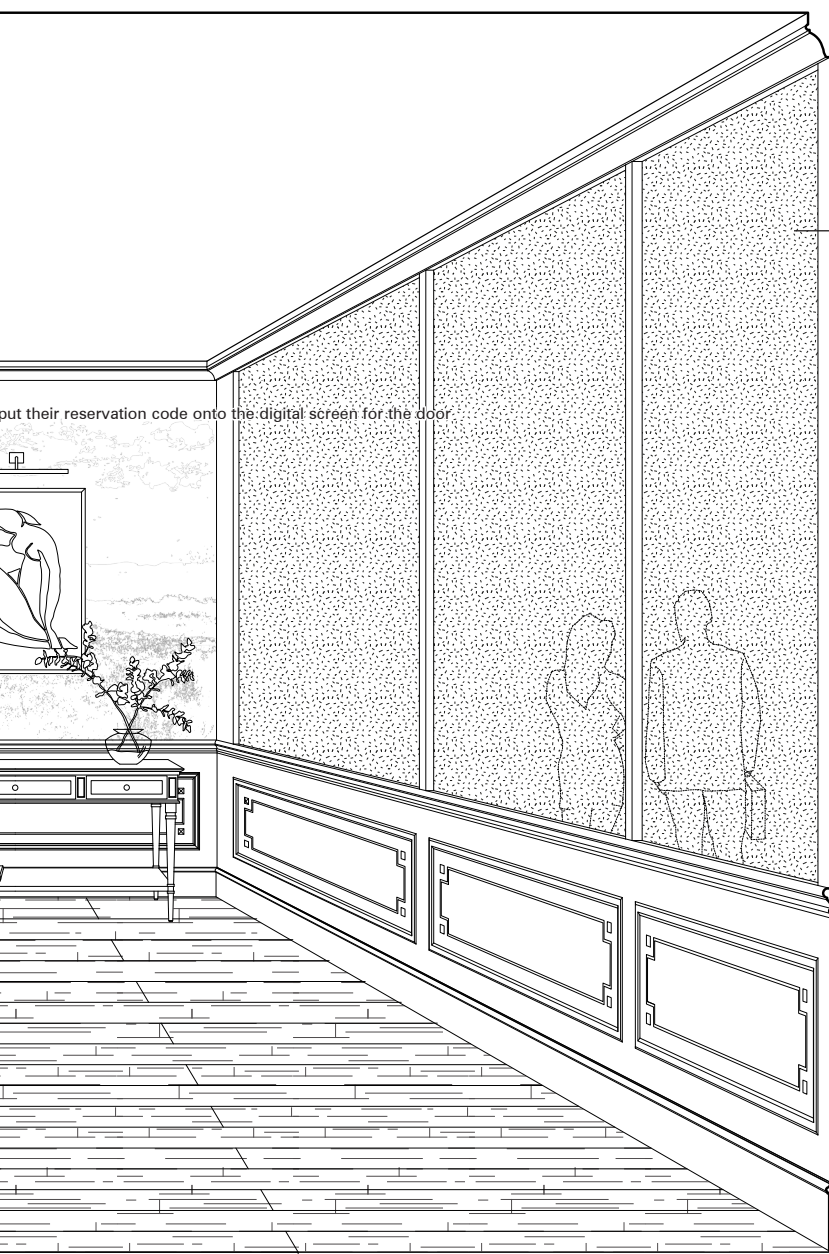 put their reservation code onto the digital screen for the door